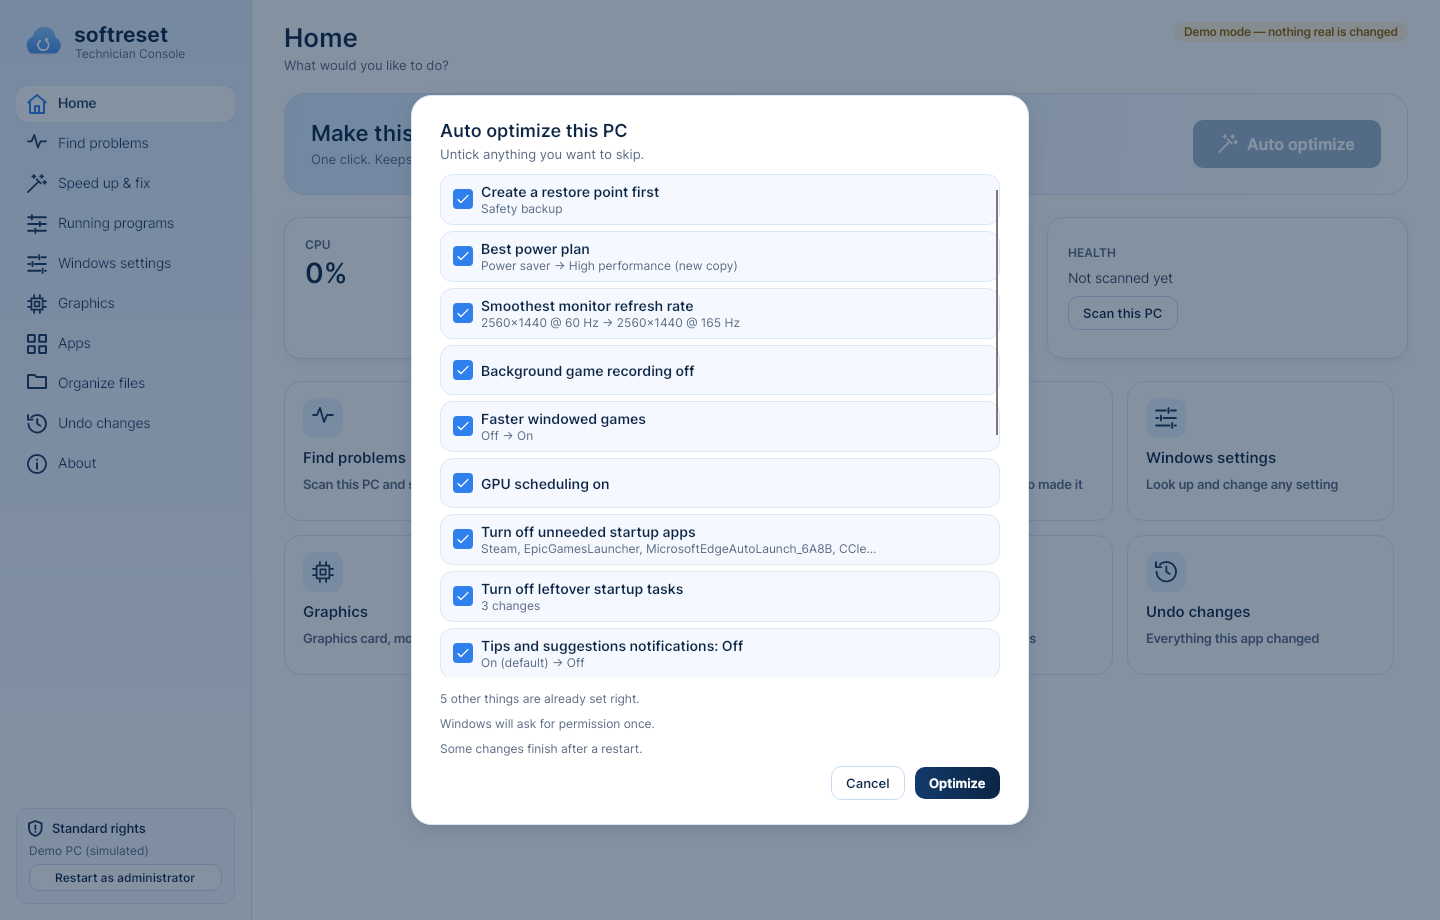 softreset
Technician Console
Home
Find problems
Speed up & fix
Running programs
Windows settings
Graphics
Apps
Organize files
Undo changes
About
Standard rights
Demo PC (simulated)
Restart as administrator
Home
What would you like to do?
Demo mode — nothing real is changed
Make this
One click. Keeps
Auto optimize
CPU
0%
HEALTH
Not scanned yet
Scan this PC
Find problems
Scan this PC and
o made it
Windows settings
Look up and change any setting
Graphics
Graphics card, mo
Undo changes
Everything this app changed
Auto optimize this PC
Untick anything you want to skip.
Create a restore point first
Safety backup
Best power plan
Power saver → High performance (new copy)
Smoothest monitor refresh rate
2560×1440 @ 60 Hz → 2560×1440 @ 165 Hz
Background game recording off
Faster windowed games
Off → On
GPU scheduling on
Turn off unneeded startup apps
Steam, EpicGamesLauncher, MicrosoftEdgeAutoLaunch_6A8B, CCle...
Turn off leftover startup tasks
3 changes
Tips and suggestions notifications: Off
On (default) → Off
5 other things are already set right.
Windows will ask for permission once.
Some changes finish after a restart.
Cancel
Optimize